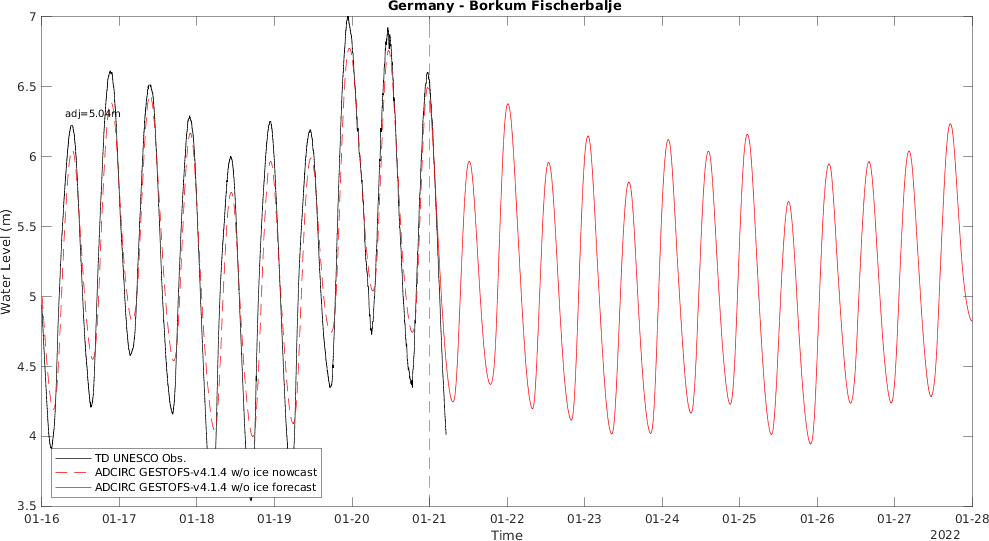 Germany - Borkum Fischerbalje
Water Level (m)
7
6.5
6
5.5
5
4.5
4
3.5
adj=5.04m
TD UNESCO Obs.
ADCIRC GESTOFS-v4.1.4 w/o ice nowcast
ADCIRC GESTOFS-v4.1.4 w/o ice forecast
01-16 01-17 01-18 01-19 01-20 01-21 01-22 01-23 01-24 01-25 01-26 01-27 01-28
Time
2022